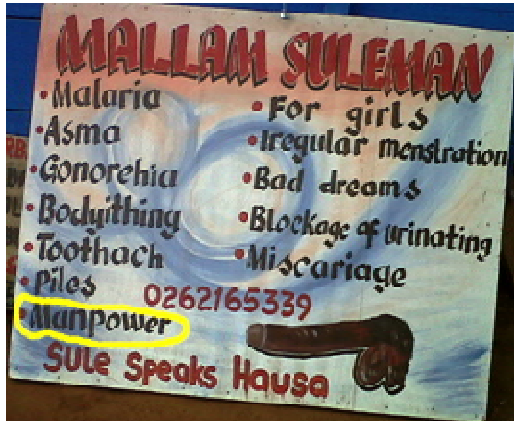 MALLAM SULEMAN
• Malaria
• Asma
• Gonorehia
• Bodyithing
• Toothach
• Piles
• Manpower
• For girls
• Iregular menstration
• Bad dreams
• Blockage of urinating
• Miscariage
0262165339
Sule Speaks Hausa